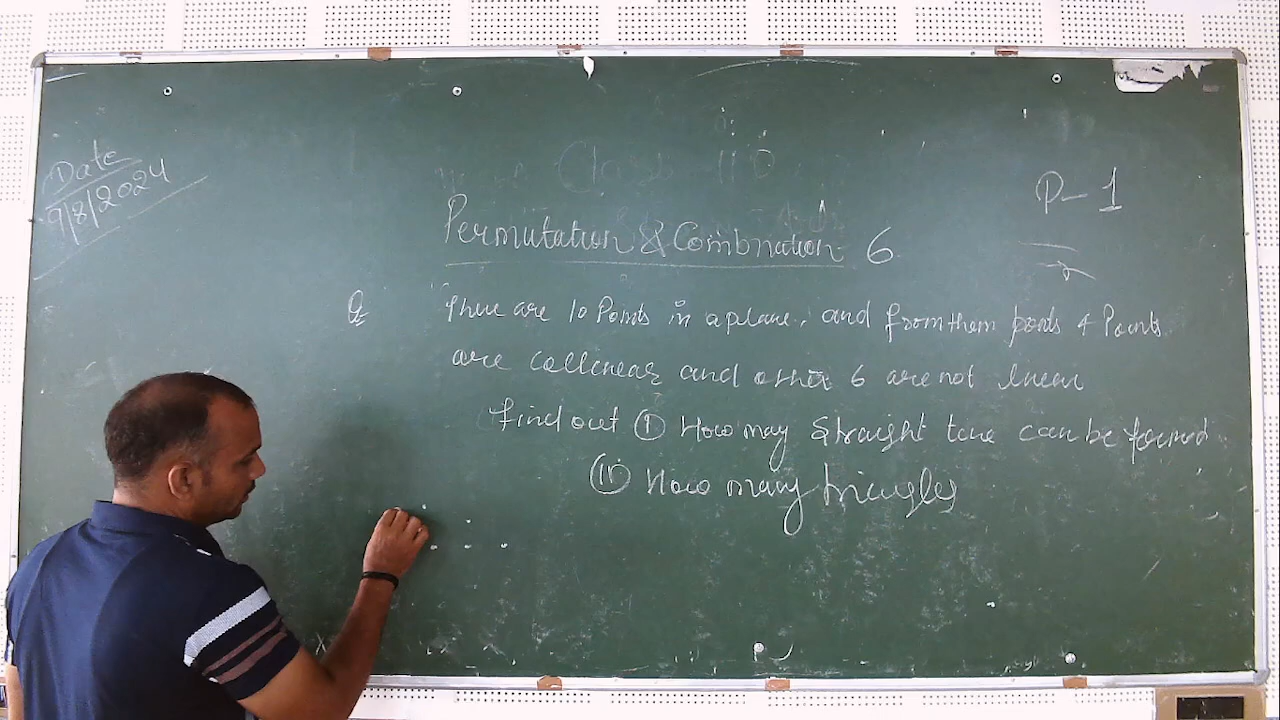 Date
9/8/2024
Class 11D
P-1
Permutation & Combination 6
Q There are 10 Points in a plane, and from them points 4 Points
are collinear and other 6 are not linear
find out (I) How may straight line can be formed
(II) How many triangles